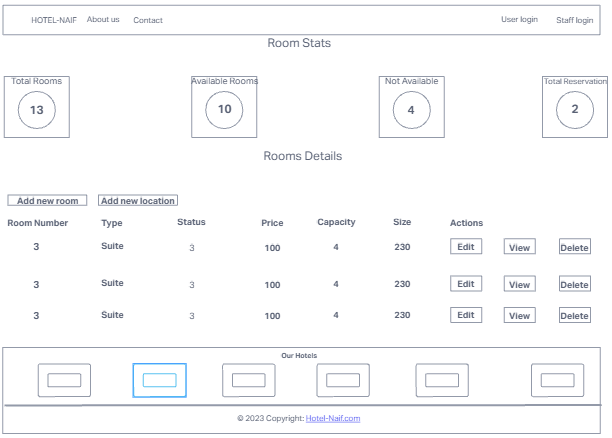 HOTEL-NAIF About us Contact User login Staff login
Room Stats
Total Rooms Available Rooms Not Available Total Reservation
13 10 4 2
Rooms Details
Add new room Add new location
Room Number Type Status Price Capacity Size Actions
3 Suite 3 100 4 230 Edit View Delete
3 Suite 3 100 4 230 Edit View Delete
3 Suite 3 100 4 230 Edit View Delete
Our Hotels
© 2023 Copyright: Hotel-Naif.com